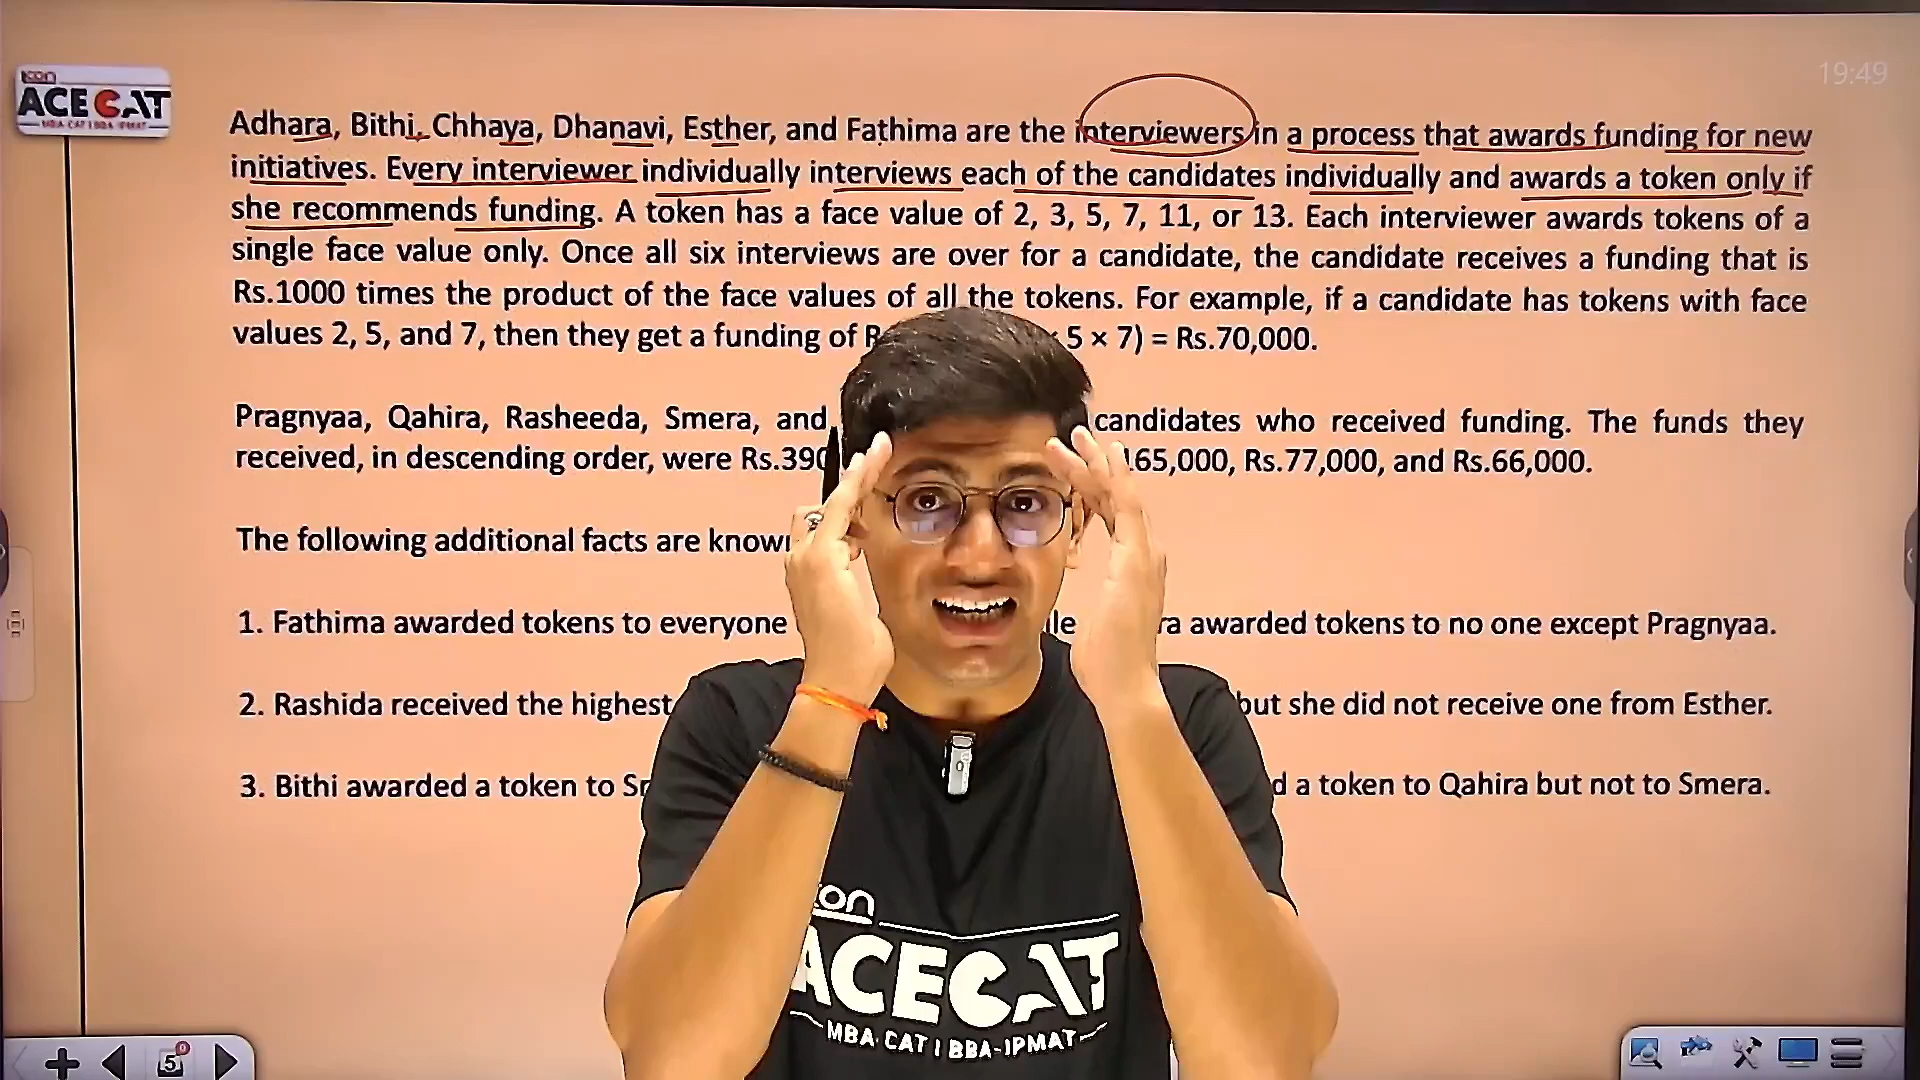 19:49
icon
ACE CAT
Adhara, Bithi, Chhaya, Dhanavi, Esther, and Fathima are the interviewers in a process that awards funding for new
initiatives. Every interviewer individually interviews each of the candidates individually and awards a token only if
she recommends funding. A token has a face value of 2, 3, 5, 7, 11, or 13. Each interviewer awards tokens of a
single face value only. Once all six interviews are over for a candidate, the candidate receives a funding that is
Rs.1000 times the product of the face values of all the tokens. For example, if a candidate has tokens with face
values 2, 5, and 7, then they get a funding of 5 × 7) = Rs.70,000.
Pragnyaa, Qahira, Rasheeda, Smera, and candidates who received funding. The funds they
received, in descending order, were Rs.390 165,000, Rs.77,000, and Rs.66,000.
The following additional facts are known
1. Fathima awarded tokens to everyone awarded tokens to no one except Pragnyaa.
2. Rashida received the highest but she did not receive one from Esther.
3. Bithi awarded a token to a token to Qahira but not to Smera.
icon
ACECAT
MBA CAT | BBA-IPMAT
5